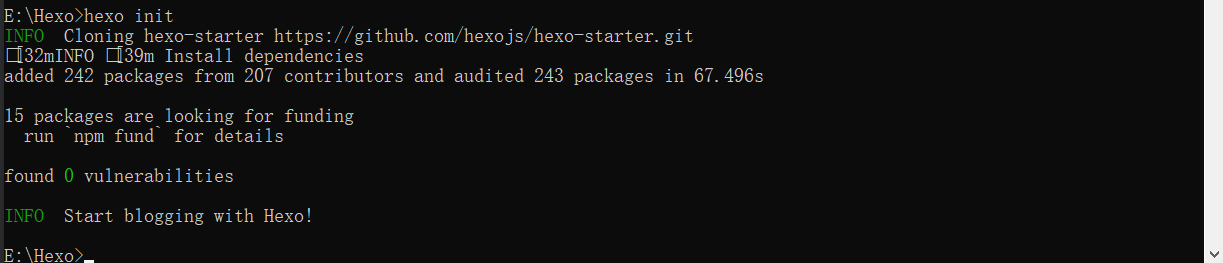 E:\Hexo>hexo init
INFO  Cloning hexo-starter https://github.com/hexojs/hexo-starter.git
[32mINFO [39m Install dependencies
added 242 packages from 207 contributors and audited 243 packages in 67.496s
15 packages are looking for funding
  run `npm fund` for details
found 0 vulnerabilities
INFO  Start blogging with Hexo!
E:\Hexo>